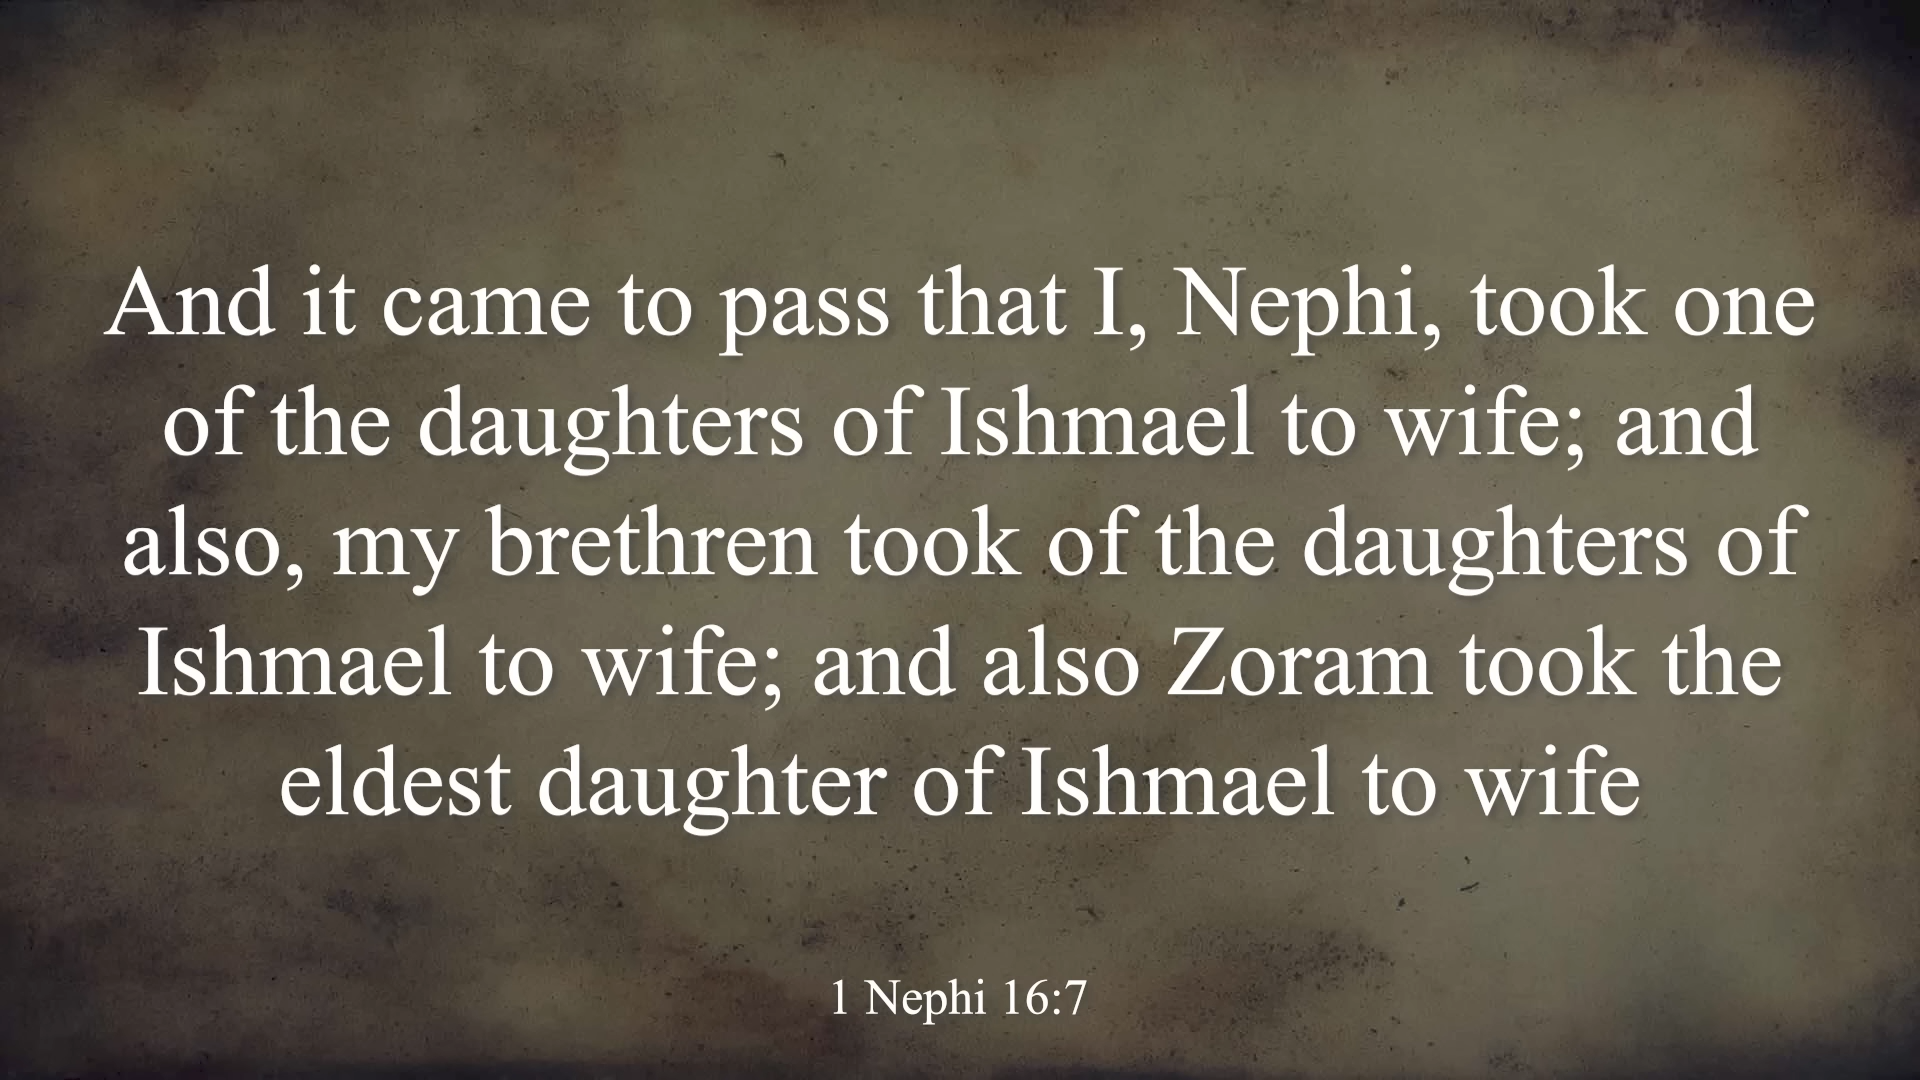 And it came to pass that I, Nephi, took one
of the daughters of Ishmael to wife; and
also, my brethren took of the daughters of
Ishmael to wife; and also Zoram took the
eldest daughter of Ishmael to wife
1 Nephi 16:7